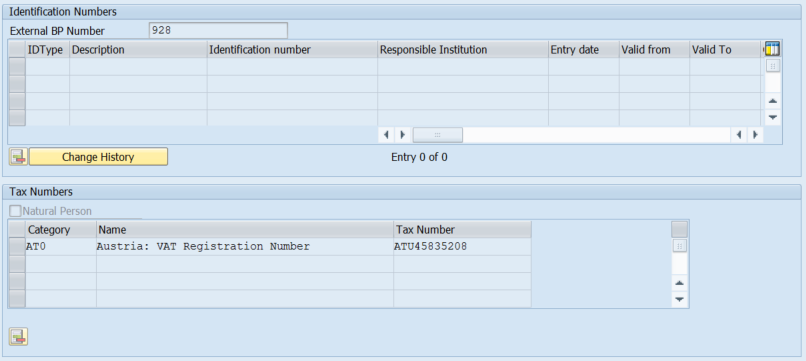 Identification Numbers
External BP Number 928
IDType Description Identification number Responsible Institution Entry date Valid from Valid To
Change History Entry 0 of 0
Tax Numbers
Natural Person
Category Name Tax Number
AT0 Austria: VAT Registration Number ATU45835208